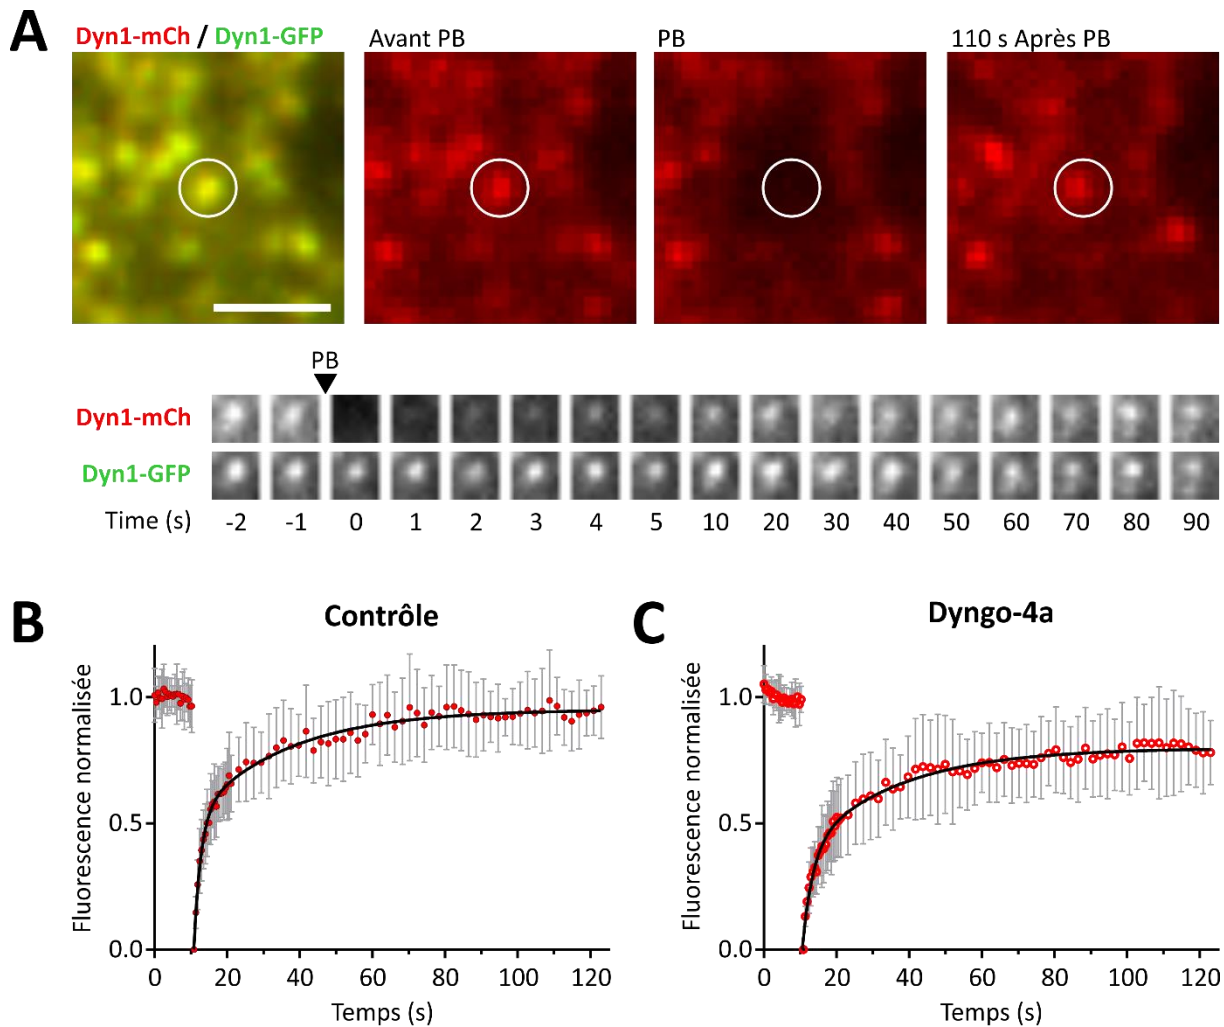 A
Dyn1-mCh / Dyn1-GFP
Avant PB
PB
110 s Après PB
PB
Dyn1-mCh
Dyn1-GFP
Time (s) -2 -1 0 1 2 3 4 5 10 20 30 40 50 60 70 80 90
B
Contrôle
Fluorescence normalisée
1.0
0.5
0.0
0 20 40 60 80 100 120
Temps (s)
C
Dyngo-4a
Fluorescence normalisée
1.0
0.5
0.0
0 20 40 60 80 100 120
Temps (s)